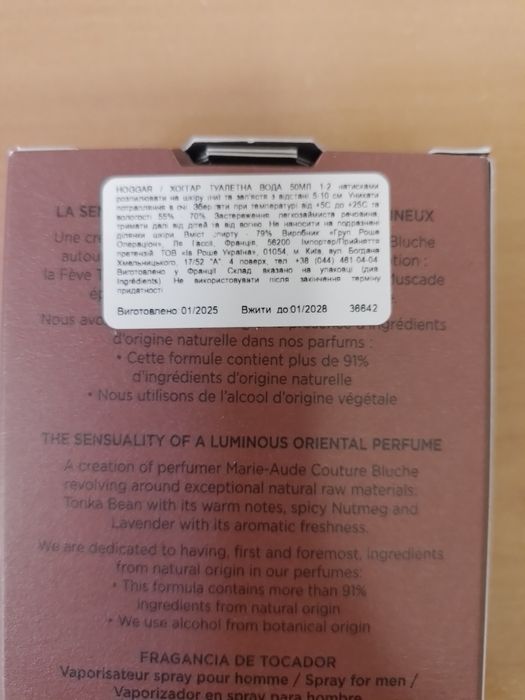 HOGGAR / ХОГГАР ТУАЛЕТНА ВОДА 50МЛ 1-2 натисками
розпилювати на шкіру шиї та зап'ястя з відстані 5-10 см Уникати
потрапляння в очі Зберігати при температурі від +5С до +25С та
вологості 55% - 70% Застереження легкозаймиста речовина,
тримати далі від дітей та від вогню Не наносити на подразнені
ділянки шкіри Вміст спирту - 79% Виробник «Груп Роше
Операціон», Ле Гассі, Франція, 56200 Імпортер/Прийняття
претензій ТОВ «Ів Роше Україна», 01054, м Київ, вул Богдана
Хмельницького, 17/52 "А" 4 поверх, тел +38 (044) 461-04-04
Виготовлено у Франції Склад вказано на упаковці (див
Ingredients) Не використовувати після закінчення терміну
придатності
Виготовлено 01/2025 Вжити до 01/2028 36642
LA SE
INEUX
Une cr
Bluche
autou
tion :
la Fève
Muscade
Nous avo
ingrédients
d'origine naturelle dans nos parfums :
• Cette formule contient plus de 91%
d'ingrédients d'origine naturelle
• Nous utilisons de l'alcool d'origine végétale
THE SENSUALITY OF A LUMINOUS ORIENTAL PERFUME
A creation of perfumer Marie-Aude Couture Bluche
revolving around exceptional natural raw materials:
Tonka Bean with its warm notes, spicy Nutmeg and
Lavender with its aromatic freshness.
We are dedicated to having, first and foremost, ingredients
from natural origin in our perfumes:
• This formula contains more than 91%
ingredients from natural origin
• We use alcohol from botanical origin
FRAGANCIA DE TOCADOR
Vaporisateur spray pour homme / Spray for men /
Vaporizador en spray para hombre